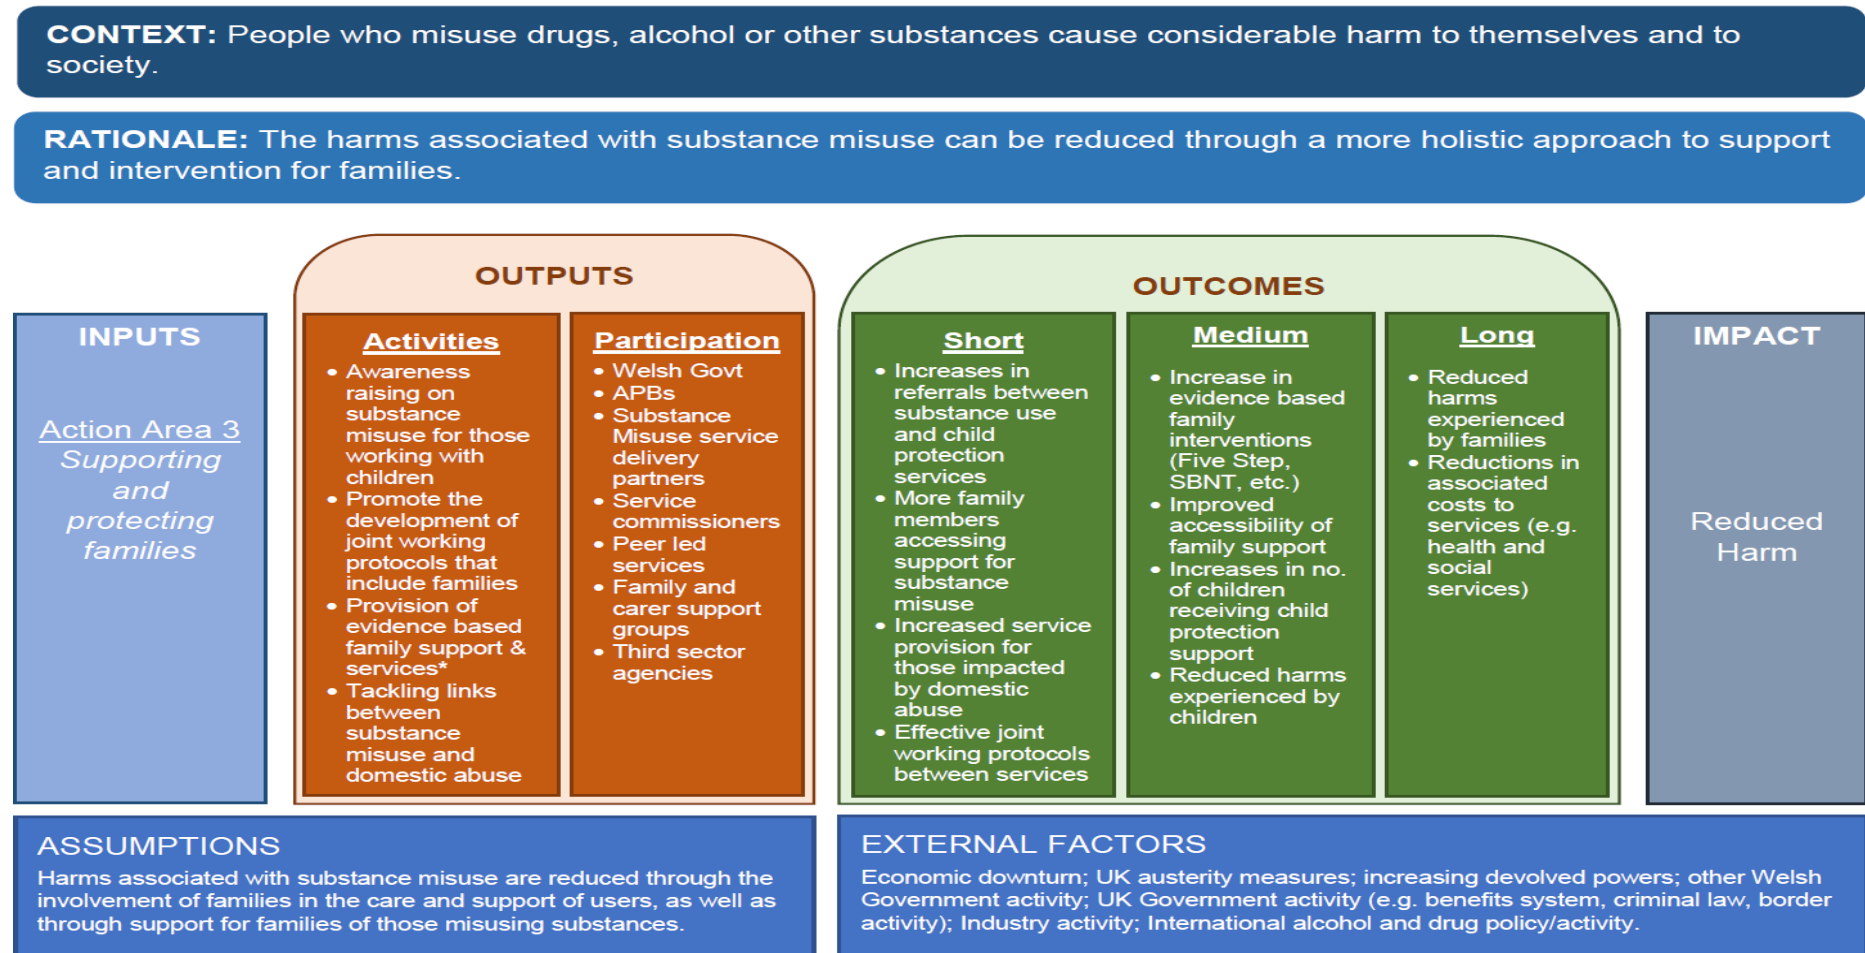 CONTEXT: People who misuse drugs, alcohol or other substances cause considerable harm to themselves and to
society.
RATIONALE: The harms associated with substance misuse can be reduced through a more holistic approach to support
and intervention for families.
INPUTS
Action Area 3
Supporting
and
protecting
families
OUTPUTS
Activities
• Awareness
raising on
substance
misuse for those
working with
children
• Promote the
development of
joint working
protocols that
include families
• Provision of
evidence based
family support &
services*
• Tackling links
between
substance
misuse and
domestic abuse
Participation
• Welsh Govt
• APBs
• Substance
Misuse service
delivery
partners
• Service
commissioners
• Peer led
services
• Family and
carer support
groups
• Third sector
agencies
OUTCOMES
Short
• Increases in
referrals between
substance use
and child
protection
services
• More family
members
accessing
support for
substance
misuse
• Increased service
provision for
those impacted
by domestic
abuse
• Effective joint
working protocols
between services
Medium
• Increase in
evidence based
family
interventions
(Five Step,
SBNT, etc.)
• Improved
accessibility of
family support
• Increases in no.
of children
receiving child
protection
support
• Reduced harms
experienced by
children
Long
• Reduced
harms
experienced
by families
• Reductions in
associated
costs to
services (e.g.
health and
social
services)
IMPACT
Reduced
Harm
ASSUMPTIONS
Harms associated with substance misuse are reduced through the
involvement of families in the care and support of users, as well as
through support for families of those misusing substances.
EXTERNAL FACTORS
Economic downturn; UK austerity measures; increasing devolved powers; other Welsh
Government activity; UK Government activity (e.g. benefits system, criminal law, border
activity); Industry activity; International alcohol and drug policy/activity.